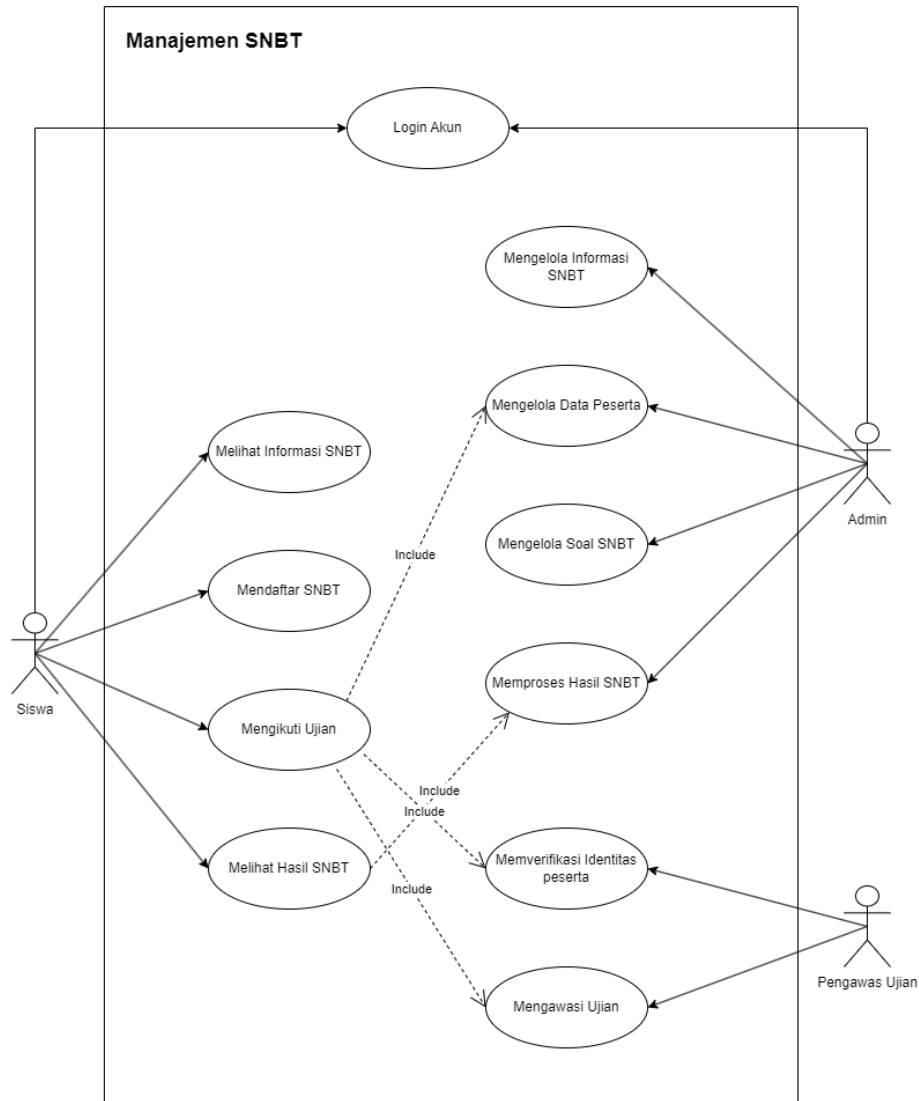 Manajemen SNBT
Login Akun
Mengelola Informasi
SNBT
Mengelola Data Peserta
Melihat Informasi SNBT
Admin
Mengelola Soal SNBT
Include
Mendaftar SNBT
Memproses Hasil SNBT
Siswa
Mengikuti Ujian
Include
Include
Memverifikasi Identitas
peserta
Melihat Hasil SNBT
Include
Pengawas Ujian
Mengawasi Ujian